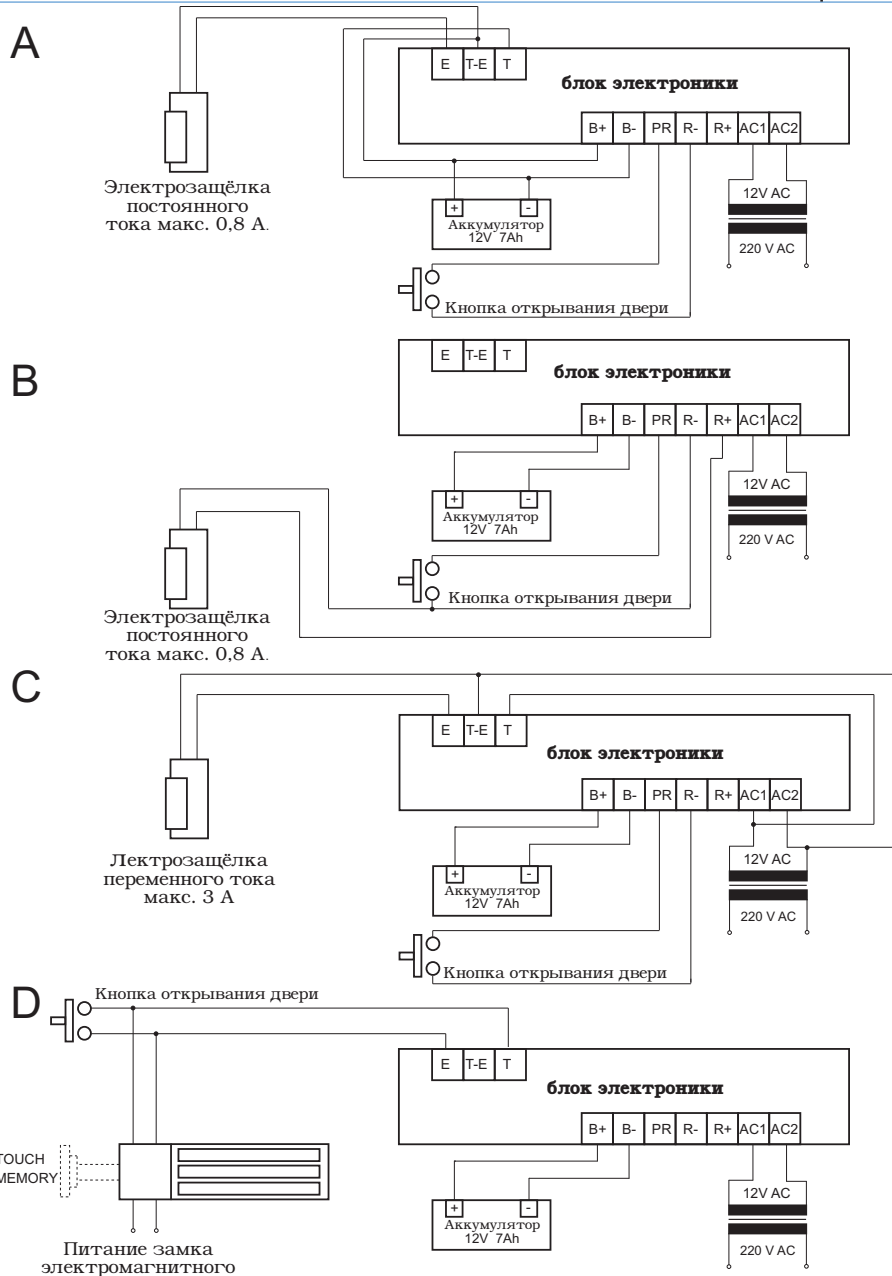 A
E T-E T
блок электроники
B+ B- PR R- R+ AC1 AC2
Электрозащёлка
постоянного
тока макс. 0,8 А.
+ -
Аккумулятор
12V 7Ah
12V AC
220 V AC
Кнопка открывания двери
B
E T-E T
блок электроники
B+ B- PR R- R+ AC1 AC2
+ -
Аккумулятор
12V 7Ah
12V AC
220 V AC
Кнопка открывания двери
Электрозащёлка
постоянного
тока макс. 0,8 А.
C
E T-E T
блок электроники
B+ B- PR R- R+ AC1 AC2
Лектрозащёлка
переменного тока
макс. 3 А
+ -
Аккумулятор
12V 7Ah
12V AC
220 V AC
Кнопка открывания двери
D
Кнопка открывания двери
E T-E T
блок электроники
B+ B- PR R- R+ AC1 AC2
TOUCH
MEMORY
+ -
Аккумулятор
12V 7Ah
12V AC
220 V AC
Питание замка
электромагнитного